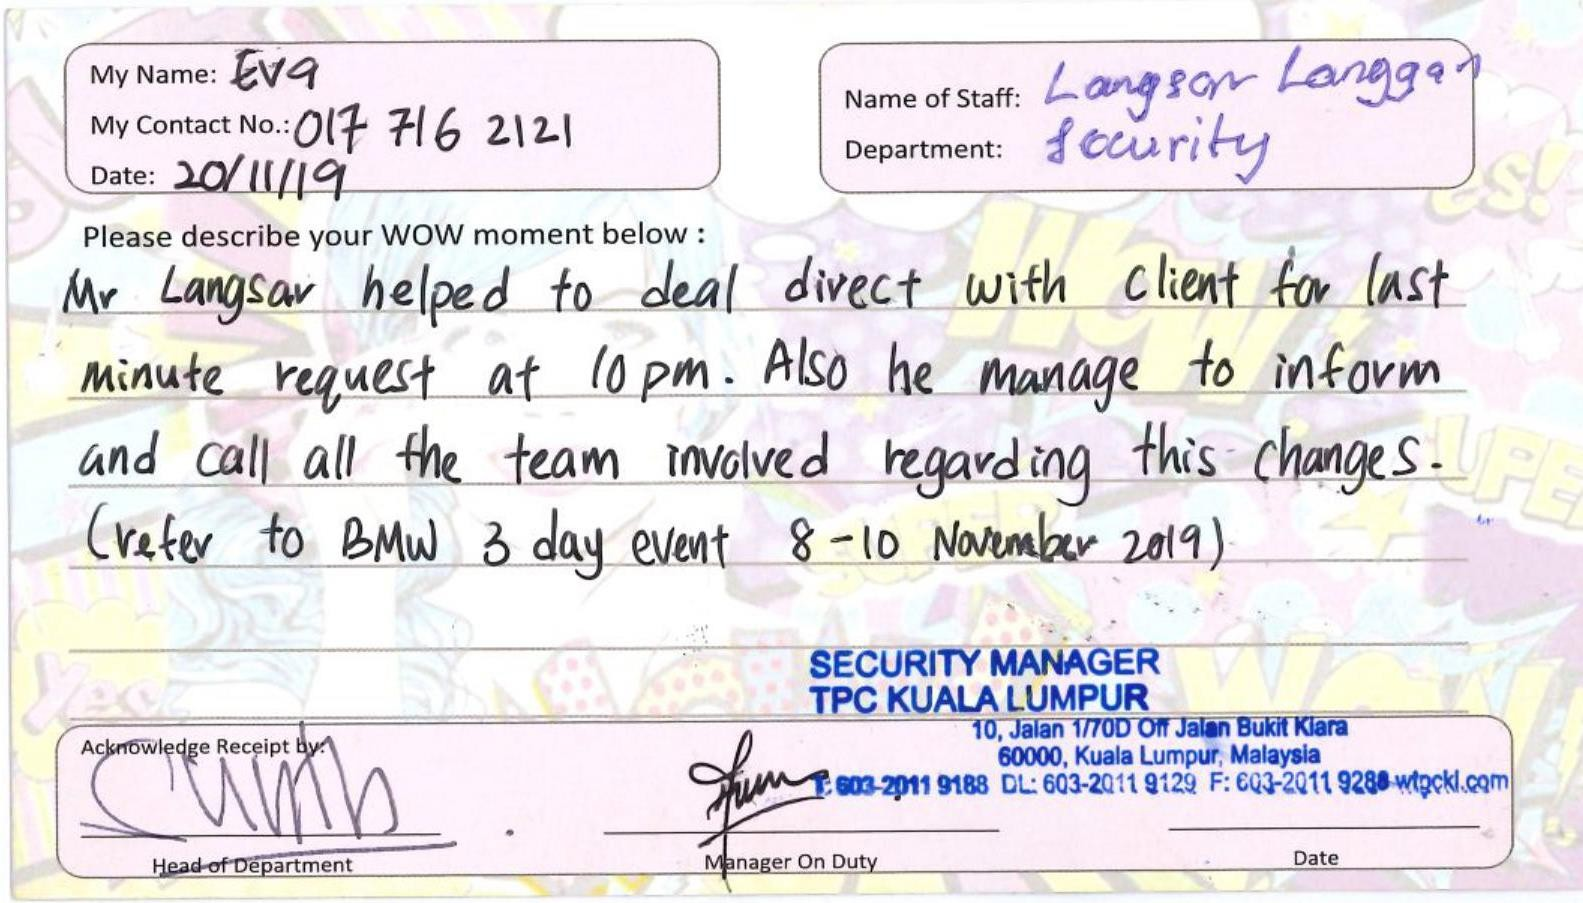 My Name: Eva
My Contact No.: 017 716 2121
Date: 20/11/19
Name of Staff: Langsar Langgan
Department: Security
Please describe your WOW moment below :
Mr Langsar helped to deal direct with client for last
minute request at 10 pm. Also he manage to inform
and call all the team involved regarding this changes.
(refer to BMW 3 day event 8-10 November 2019)
SECURITY MANAGER
TPC KUALA LUMPUR
10, Jalan 1/70D Off Jalan Bukit Kiara
60000, Kuala Lumpur, Malaysia
T: 603-2011 9188 DL: 603-2011 9129 F: 603-2011 9288 wtpckl.com
Acknowledge Receipt by:
Head of Department
Manager On Duty
Date